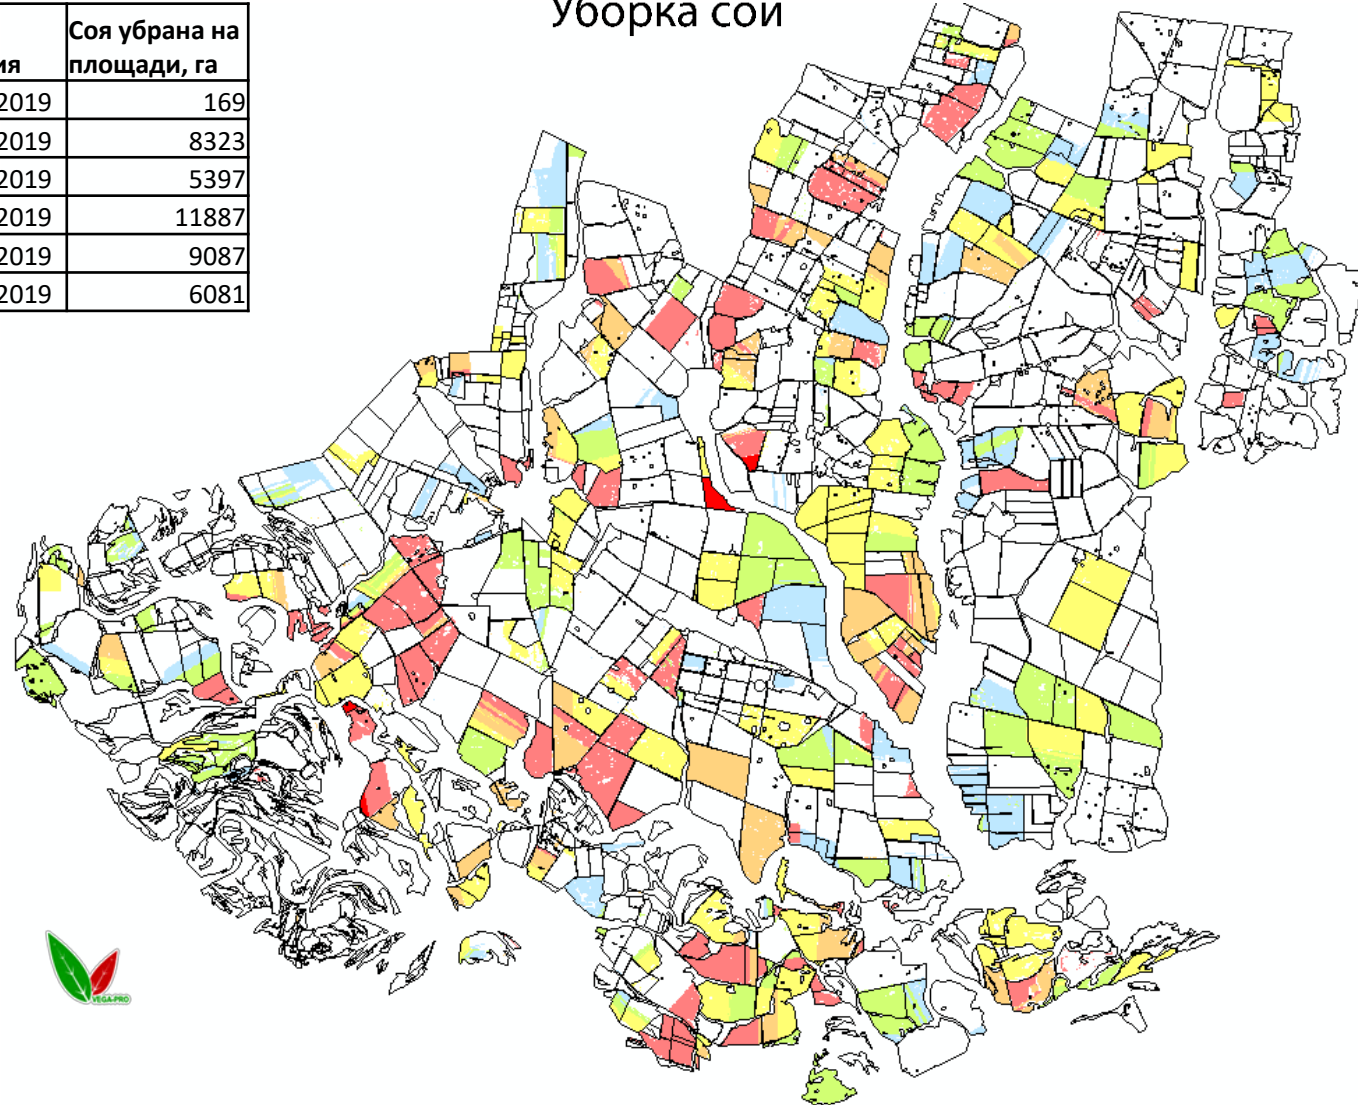 Уборка сои
Соя убрана на
ия площади, га
2019 169
2019 8323
2019 5397
2019 11887
2019 9087
2019 6081
VEGA-PRO